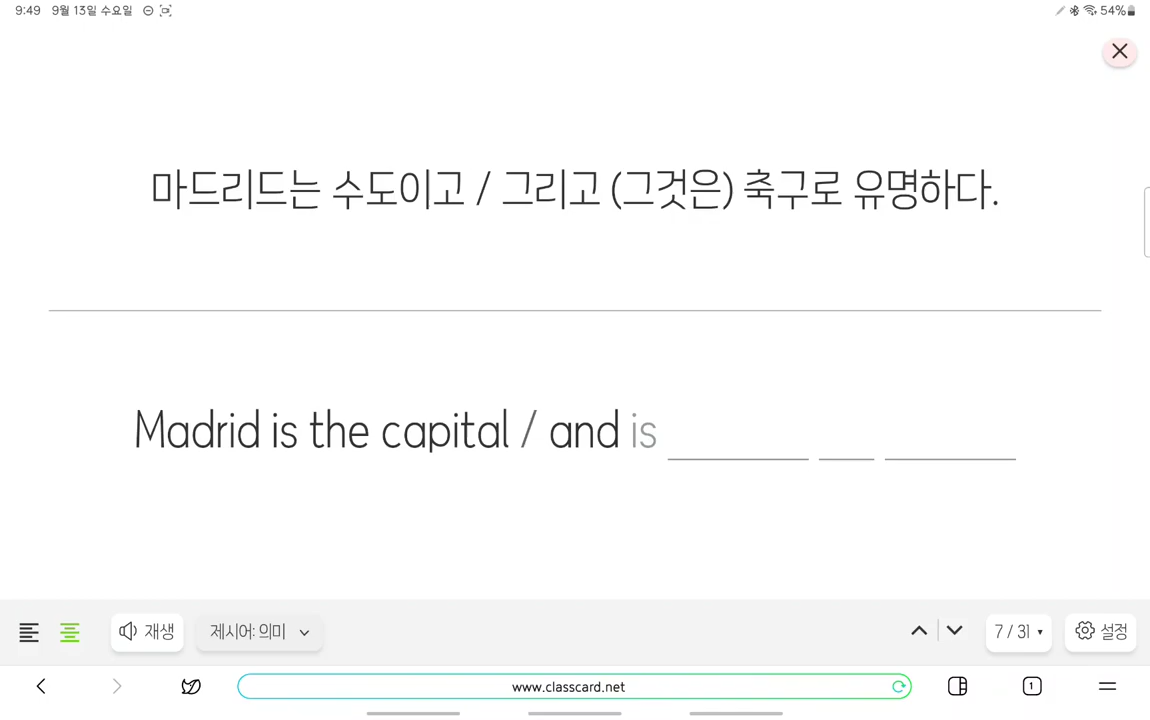 9:49 9월 13일 수요일 54%
마드리드는 수도이고 / 그리고 (그것은) 축구로 유명하다.
Madrid is the capital / and is
재생 제시어: 의미 7 / 31 설정
www.classcard.net 1